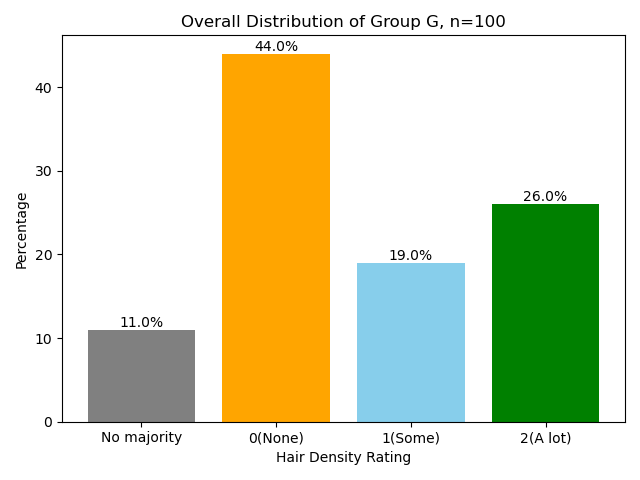 Overall Distribution of Group G, n=100
44.0%
26.0%
19.0%
11.0%
40
30
20
10
0
Percentage
No majority 0(None) 1(Some) 2(A lot)
Hair Density Rating